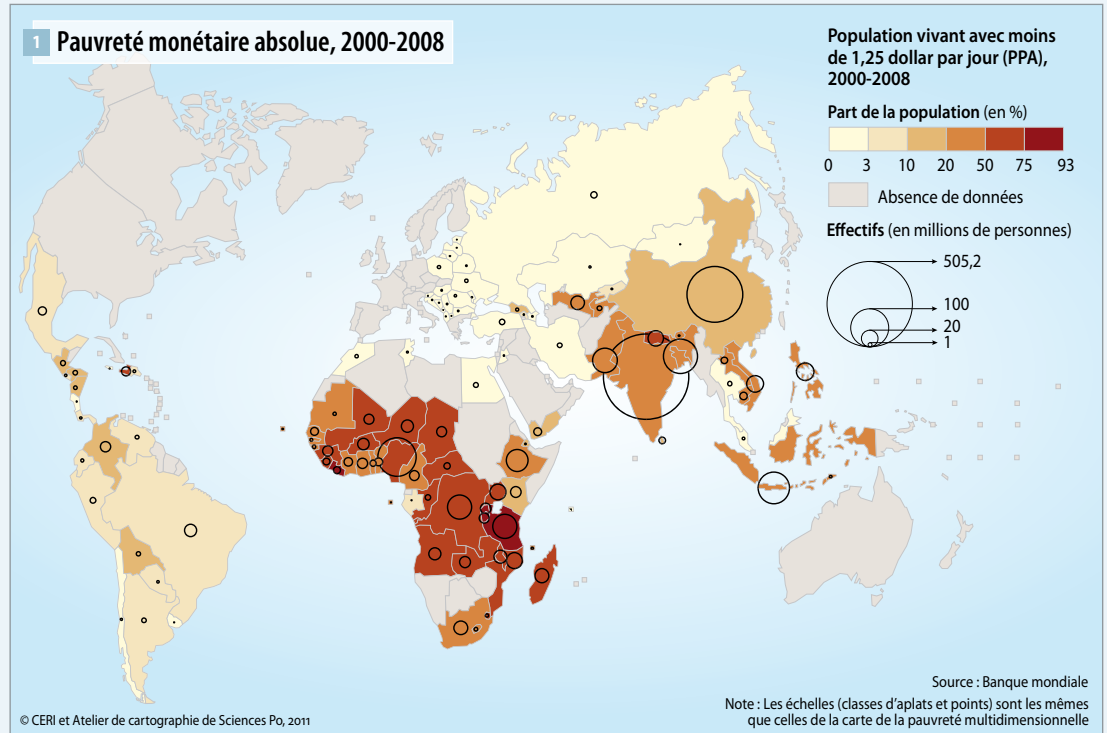 1 Pauvreté monétaire absolue, 2000-2008
Population vivant avec moins
de 1,25 dollar par jour (PPA),
2000-2008
Part de la population (en %)
0 3 10 20 50 75 93
Absence de données
Effectifs (en millions de personnes)
505,2
100
20
1
Source : Banque mondiale
Note : Les échelles (classes d'aplats et points) sont les mêmes
que celles de la carte de la pauvreté multidimensionnelle
© CERI et Atelier de cartographie de Sciences Po, 2011